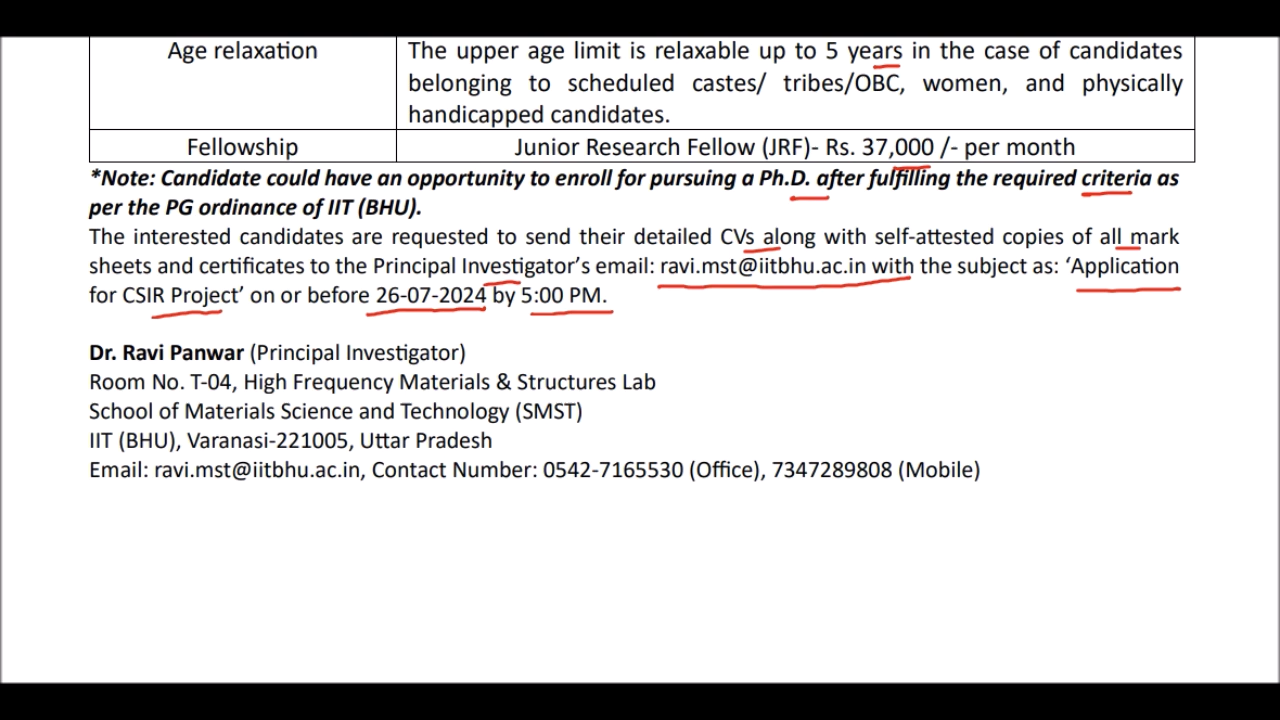 Age relaxation
The upper age limit is relaxable up to 5 years in the case of candidates
belonging to scheduled castes/ tribes/OBC, women, and physically
handicapped candidates.
Fellowship
Junior Research Fellow (JRF)- Rs. 37,000 /- per month
*Note: Candidate could have an opportunity to enroll for pursuing a Ph.D. after fulfilling the required criteria as
per the PG ordinance of IIT (BHU).
The interested candidates are requested to send their detailed CVs along with self-attested copies of all mark
sheets and certificates to the Principal Investigator’s email: ravi.mst@iitbhu.ac.in with the subject as: ‘Application
for CSIR Project’ on or before 26-07-2024 by 5:00 PM.
Dr. Ravi Panwar (Principal Investigator)
Room No. T-04, High Frequency Materials & Structures Lab
School of Materials Science and Technology (SMST)
IIT (BHU), Varanasi-221005, Uttar Pradesh
Email: ravi.mst@iitbhu.ac.in, Contact Number: 0542-7165530 (Office), 7347289808 (Mobile)